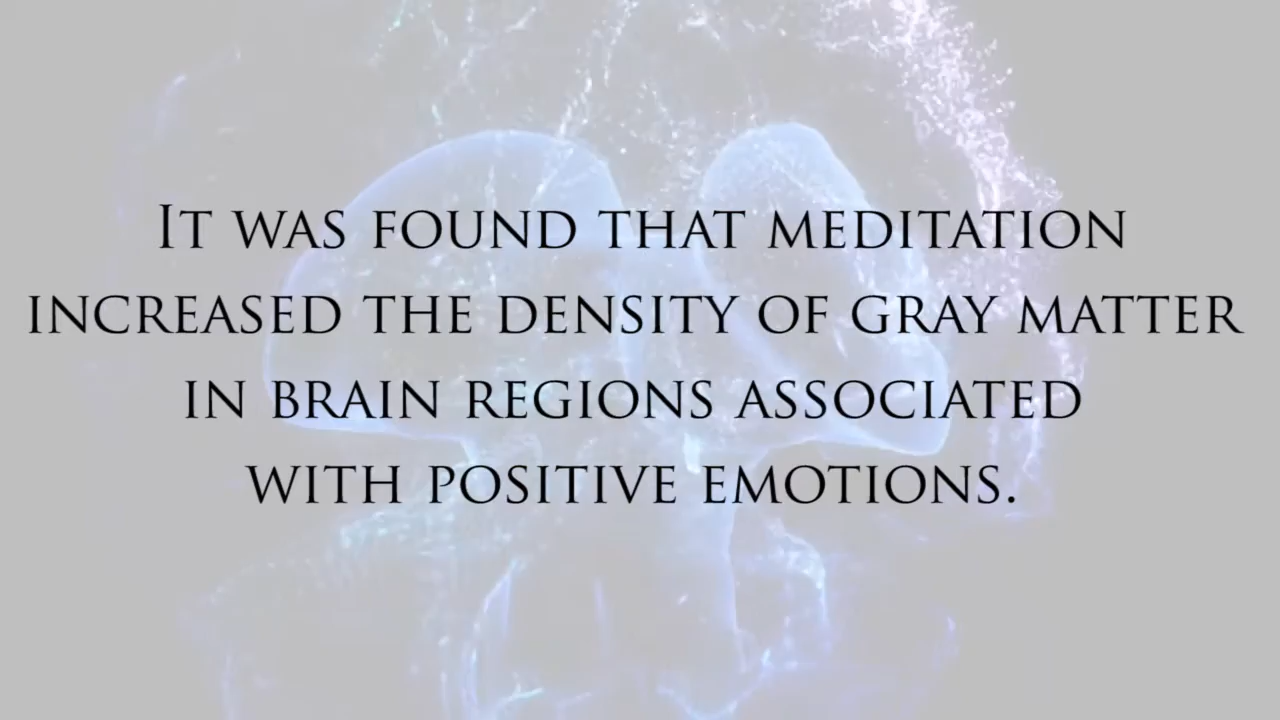 It was found that meditation
increased the density of gray matter
in brain regions associated
with positive emotions.